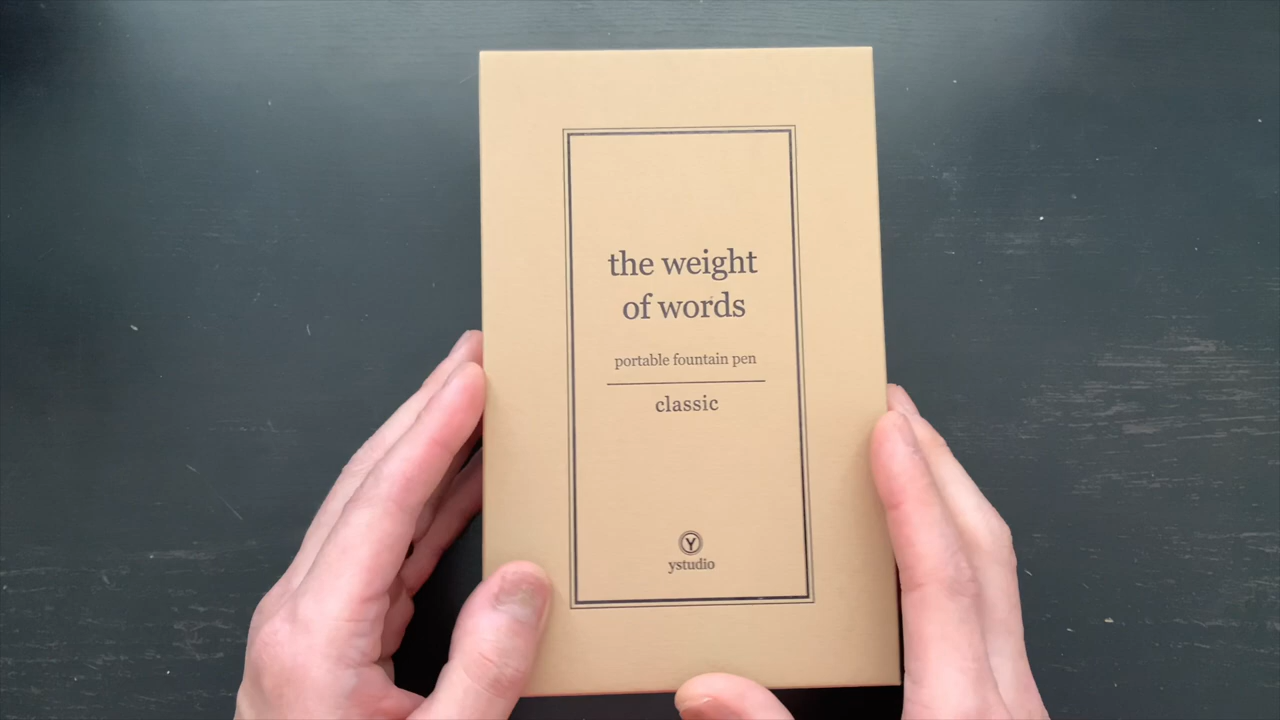 the weight
of words
portable fountain pen
classic
Y
ystudio